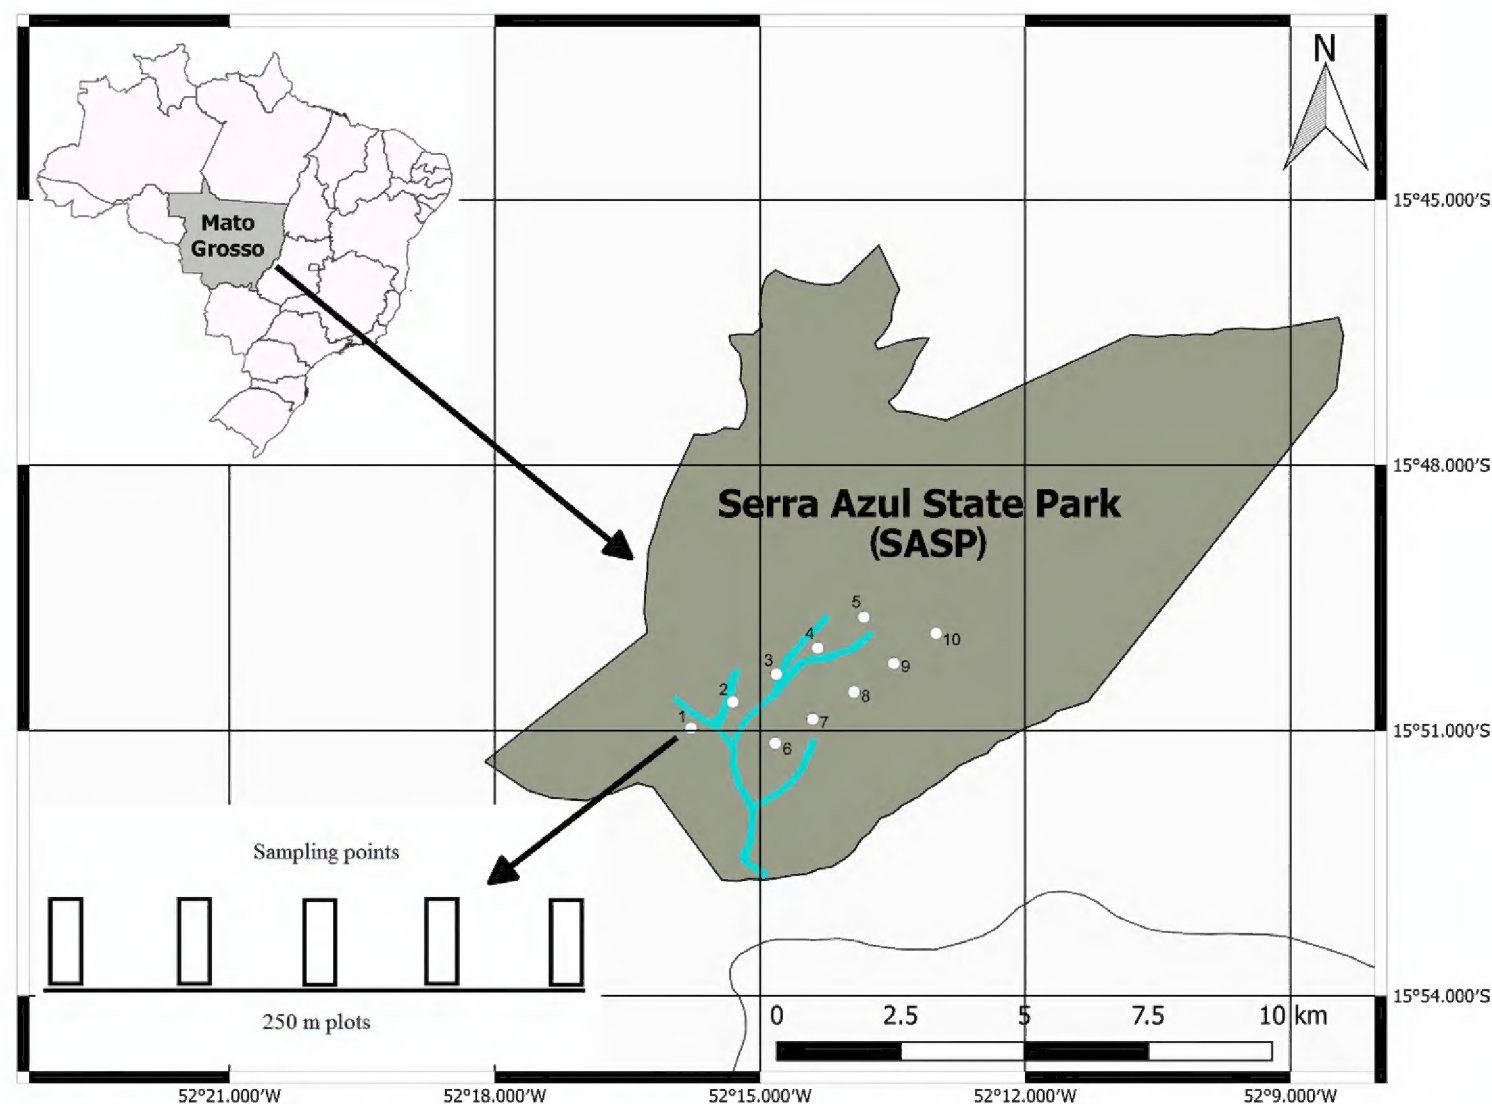 N
Mato
Grosso
15°45.000'S
15°48.000'S
Serra Azul State Park
(SASP)
5
4
10
3
9
2
8
1
7
6
15°51.000'S
Sampling points
250 m plots
15°54.000'S
0 2.5 5 7.5 10 km
52°21.000'W 52°18.000'W 52°15.000'W 52°12.000'W 52°9.000'W